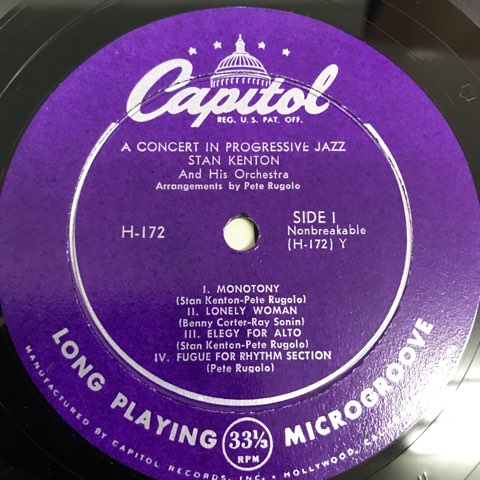 Capitol
REG. U.S. PAT. OFF.
A CONCERT IN PROGRESSIVE JAZZ
STAN KENTON
And His Orchestra
Arrangements by Pete Rugolo
H-172
SIDE 1
Nonbreakable
(H-172) Y
I. MONOTONY
(Stan Kenton-Pete Rugolo)
II. LONELY WOMAN
(Benny Corter-Ray Sonin)
III. ELEGY FOR ALTO
(Stan Kenton-Pete Rugolo)
IV. FUGUE FOR RHYTHM SECTION
(Pete Rugolo)
LONG PLAYING 33⅓ RPM MICROGROOVE
MANUFACTURED BY CAPITOL RECORDS, INC. • HOLLYWOOD,